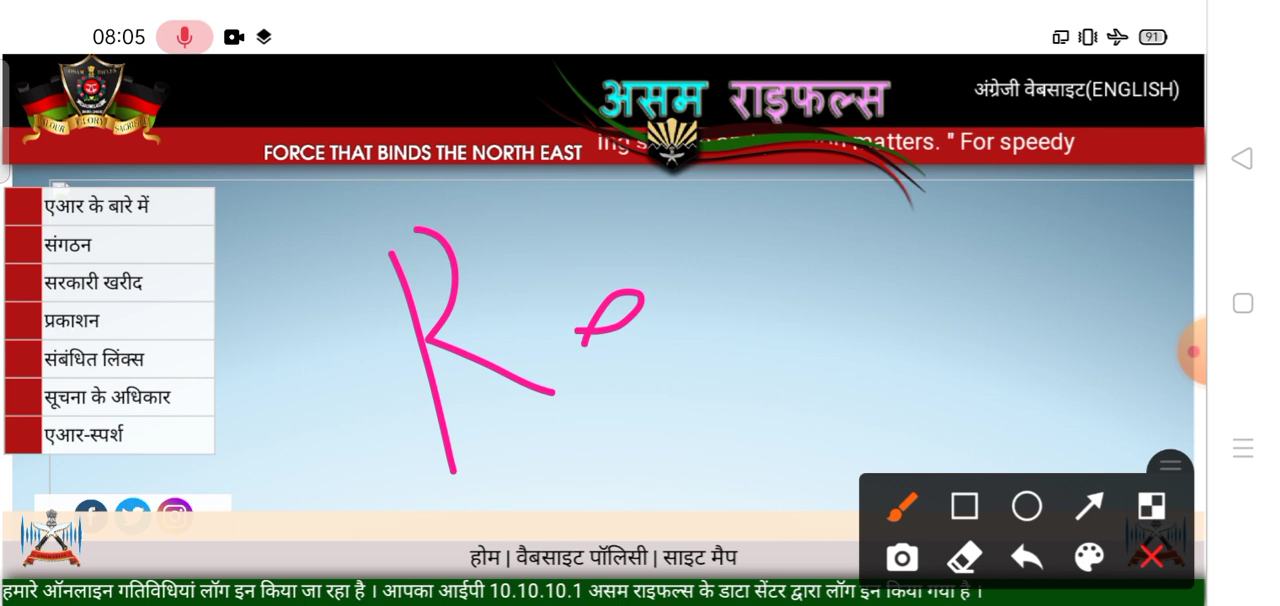 08:05
91
असम राइफल्स
अंग्रेजी वेबसाइट(ENGLISH)
FORCE THAT BINDS THE NORTH EAST
matters. " For speedy
एआर के बारे में
संगठन
सरकारी खरीद
प्रकाशन
संबंधित लिंक्स
सूचना के अधिकार
एआर-स्पर्श
Re
होम | वैबसाइट पॉलिसी | साइट मैप
हमारे ऑनलाइन गतिविधियां लॉग इन किया जा रहा है । आपका आईपी 10.10.10.1 असम राइफल्स के डाटा सेंटर द्वारा लॉग इन किया गया है ।